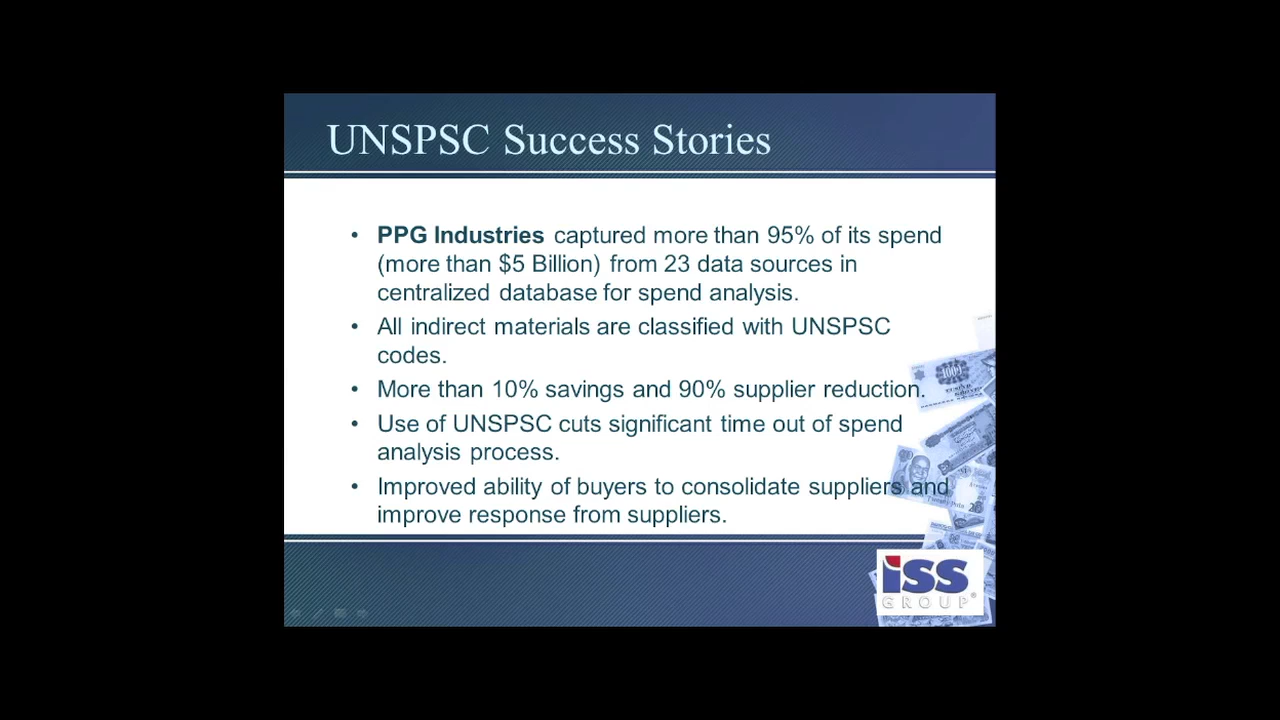 UNSPSC Success Stories
• PPG Industries captured more than 95% of its spend
(more than $5 Billion) from 23 data sources in
centralized database for spend analysis.
• All indirect materials are classified with UNSPSC
codes.
• More than 10% savings and 90% supplier reduction.
• Use of UNSPSC cuts significant time out of spend
analysis process.
• Improved ability of buyers to consolidate suppliers and
improve response from suppliers.
iSS
GROUP®